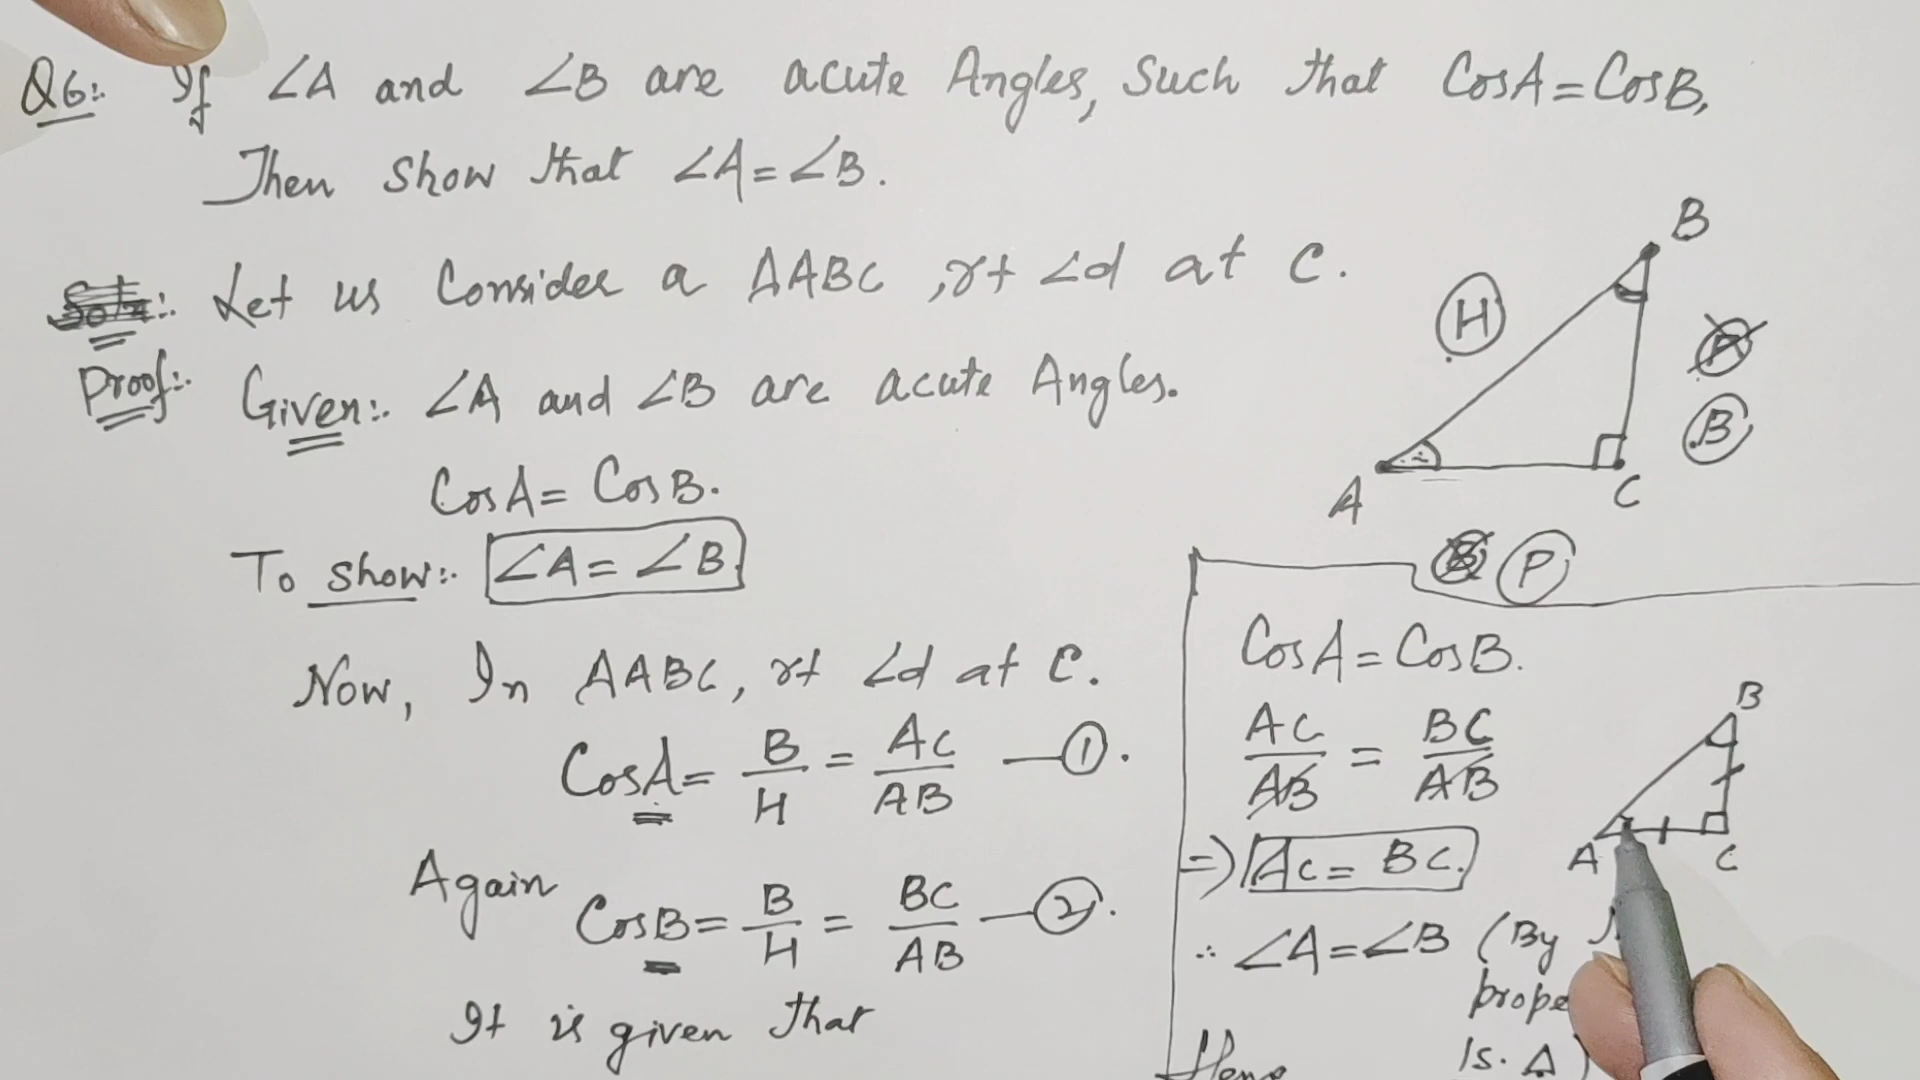 Q6:. If ∠A and ∠B are acute Angles, Such that CosA=CosB,
Then Show that ∠A=∠B.
Let us Consider a ΔABC, rt ∠d at C.
Proof:. Given:. ∠A and ∠B are acute Angles.
CosA= CosB.
To show:. ∠A= ∠B.
Now, In ΔABC, rt ∠d at C.
CosA= B/H = AC/AB —①.
Again CosB= B/H = BC/AB —②.
It is given that
B
H
B
A
C
P
CosA=CosB.
AC/AB = BC/AB
=) AC= BC.
∴ ∠A=∠B (By
prope
Is. Δ)
Hence
B
A
C